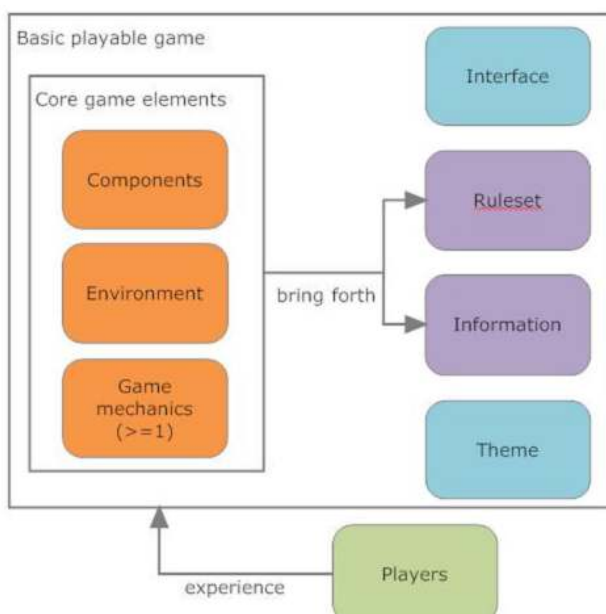 Basic playable game
Core game elements
Components
Environment
Game
mechanics
(>=1)
bring forth
Interface
Ruleset
Information
Theme
experience
Players